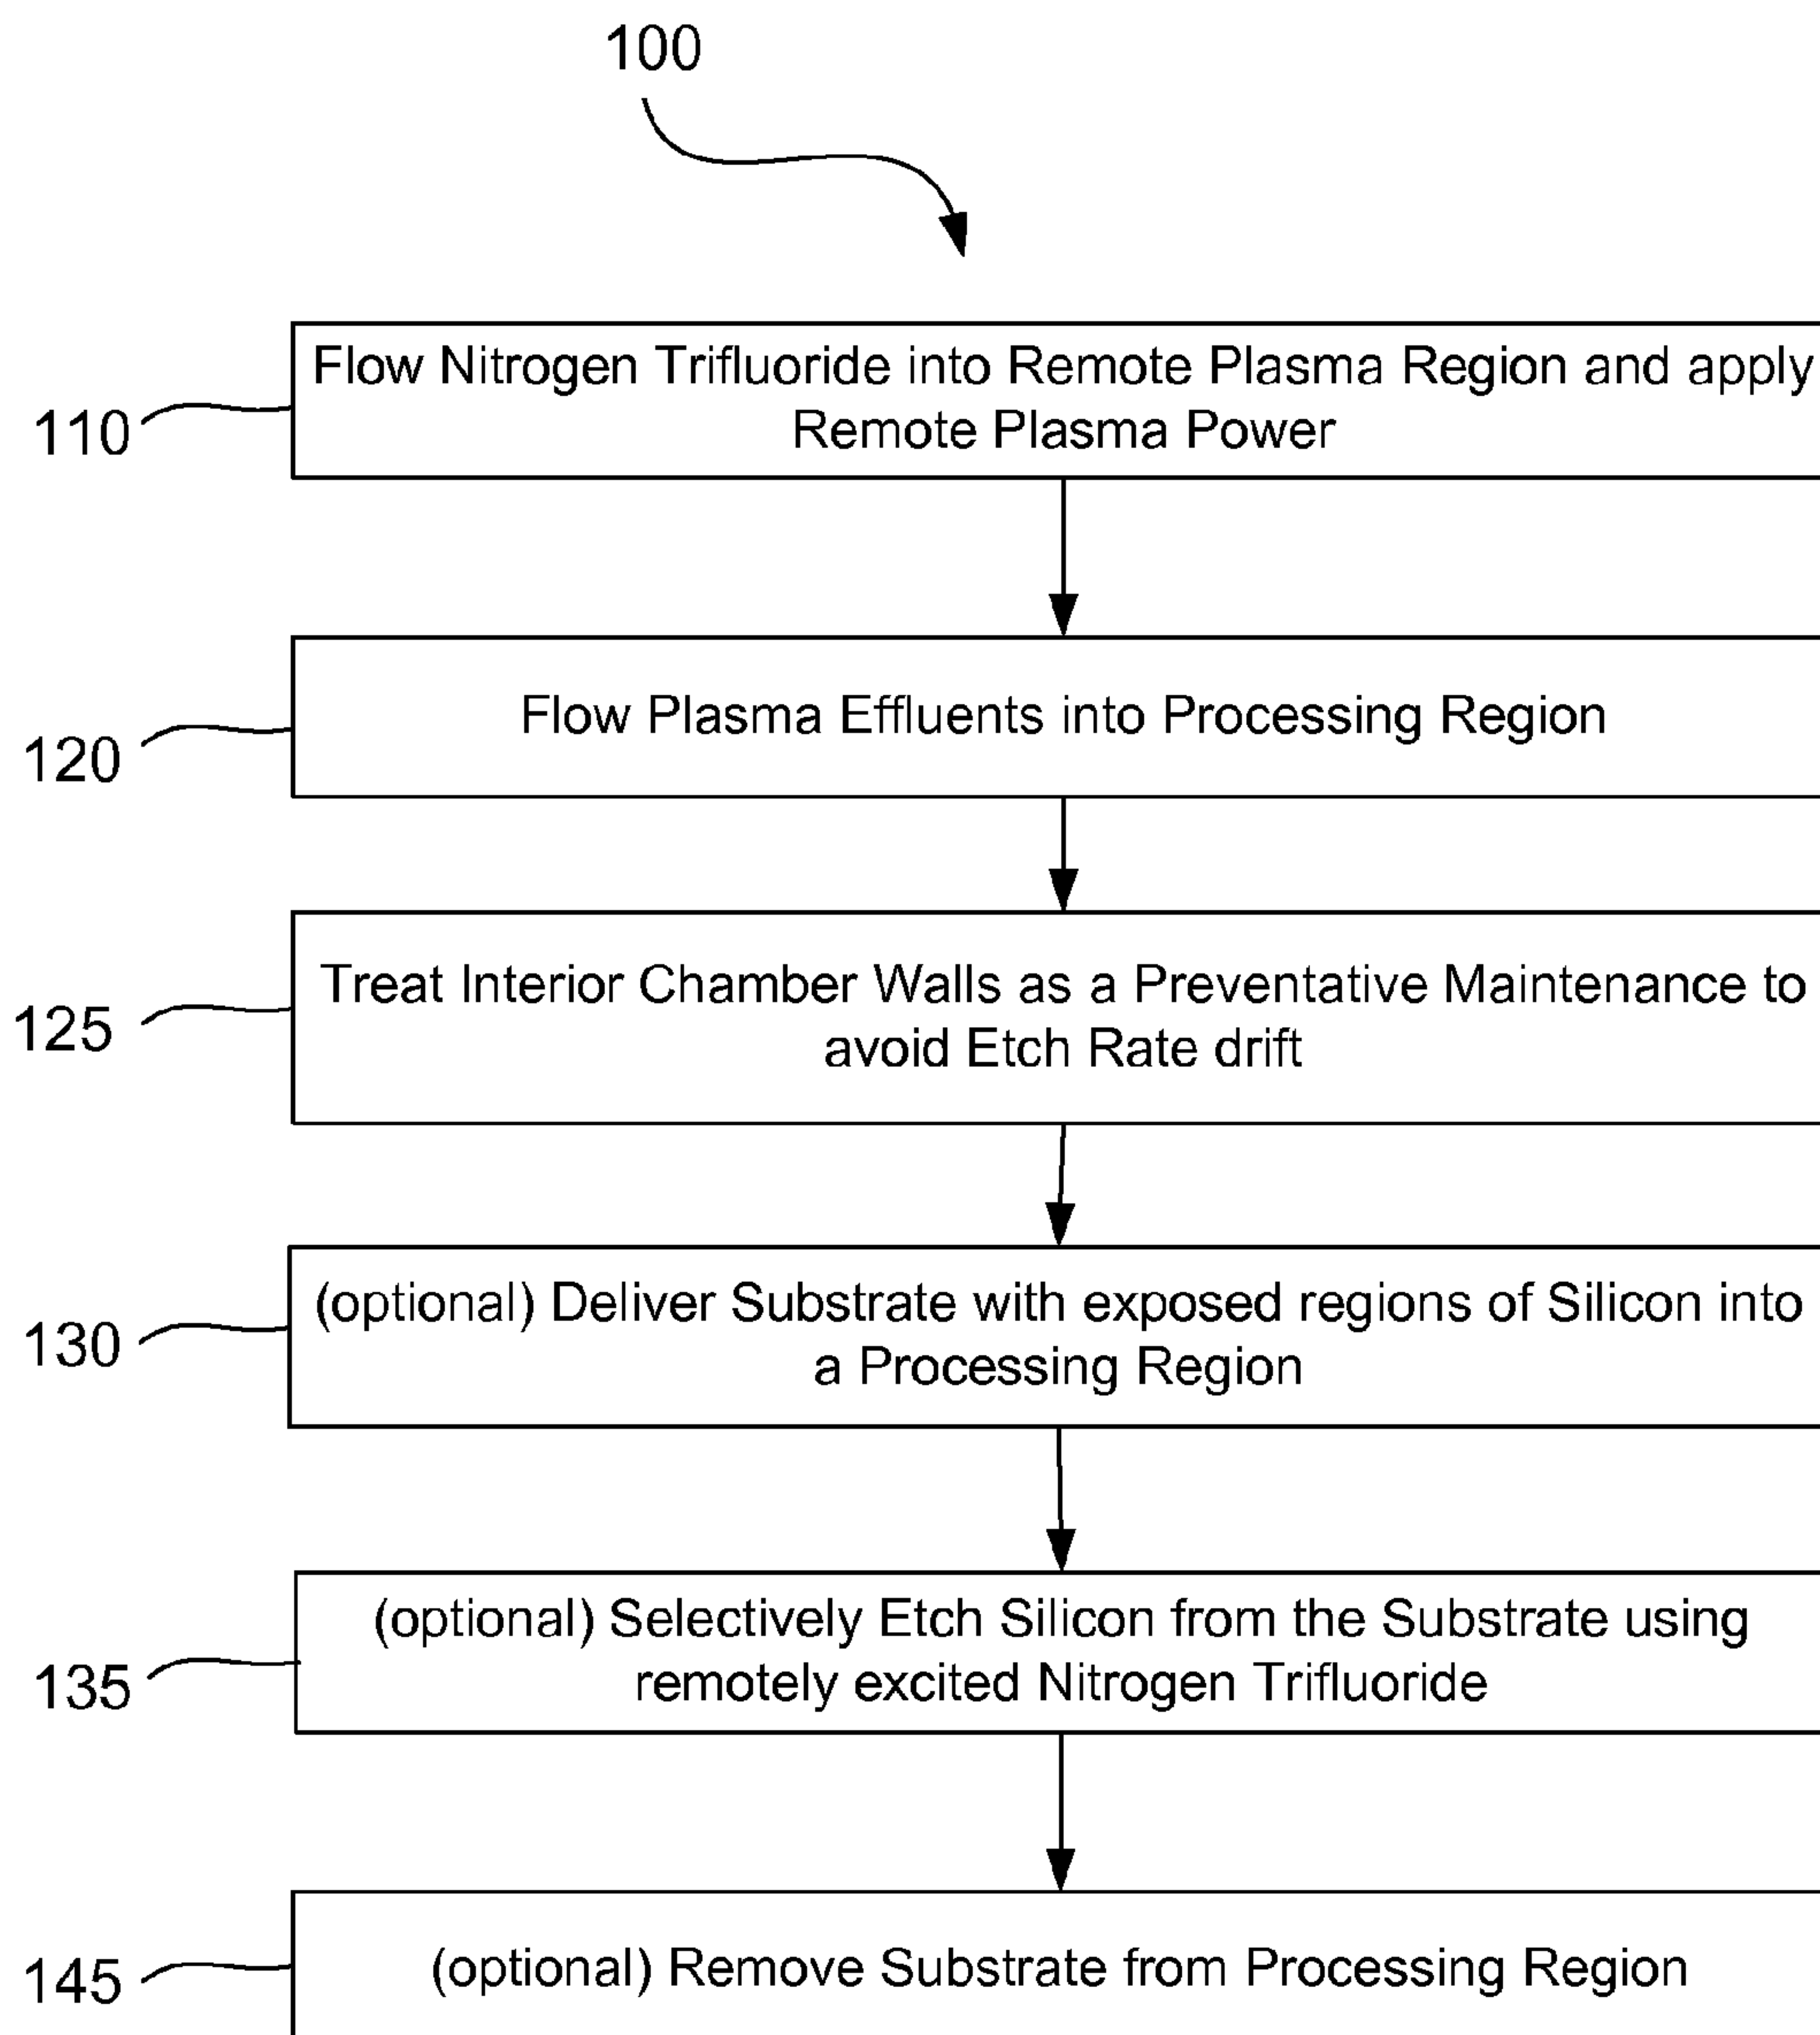 100
Flow Nitrogen Trifluoride into Remote Plasma Region and apply
Remote Plasma Power
110
Flow Plasma Effluents into Processing Region
120
Treat Interior Chamber Walls as a Preventative Maintenance to
avoid Etch Rate drift
125
(optional) Deliver Substrate with exposed regions of Silicon into
a Processing Region
130
(optional) Selectively Etch Silicon from the Substrate using
remotely excited Nitrogen Trifluoride
135
(optional) Remove Substrate from Processing Region
145